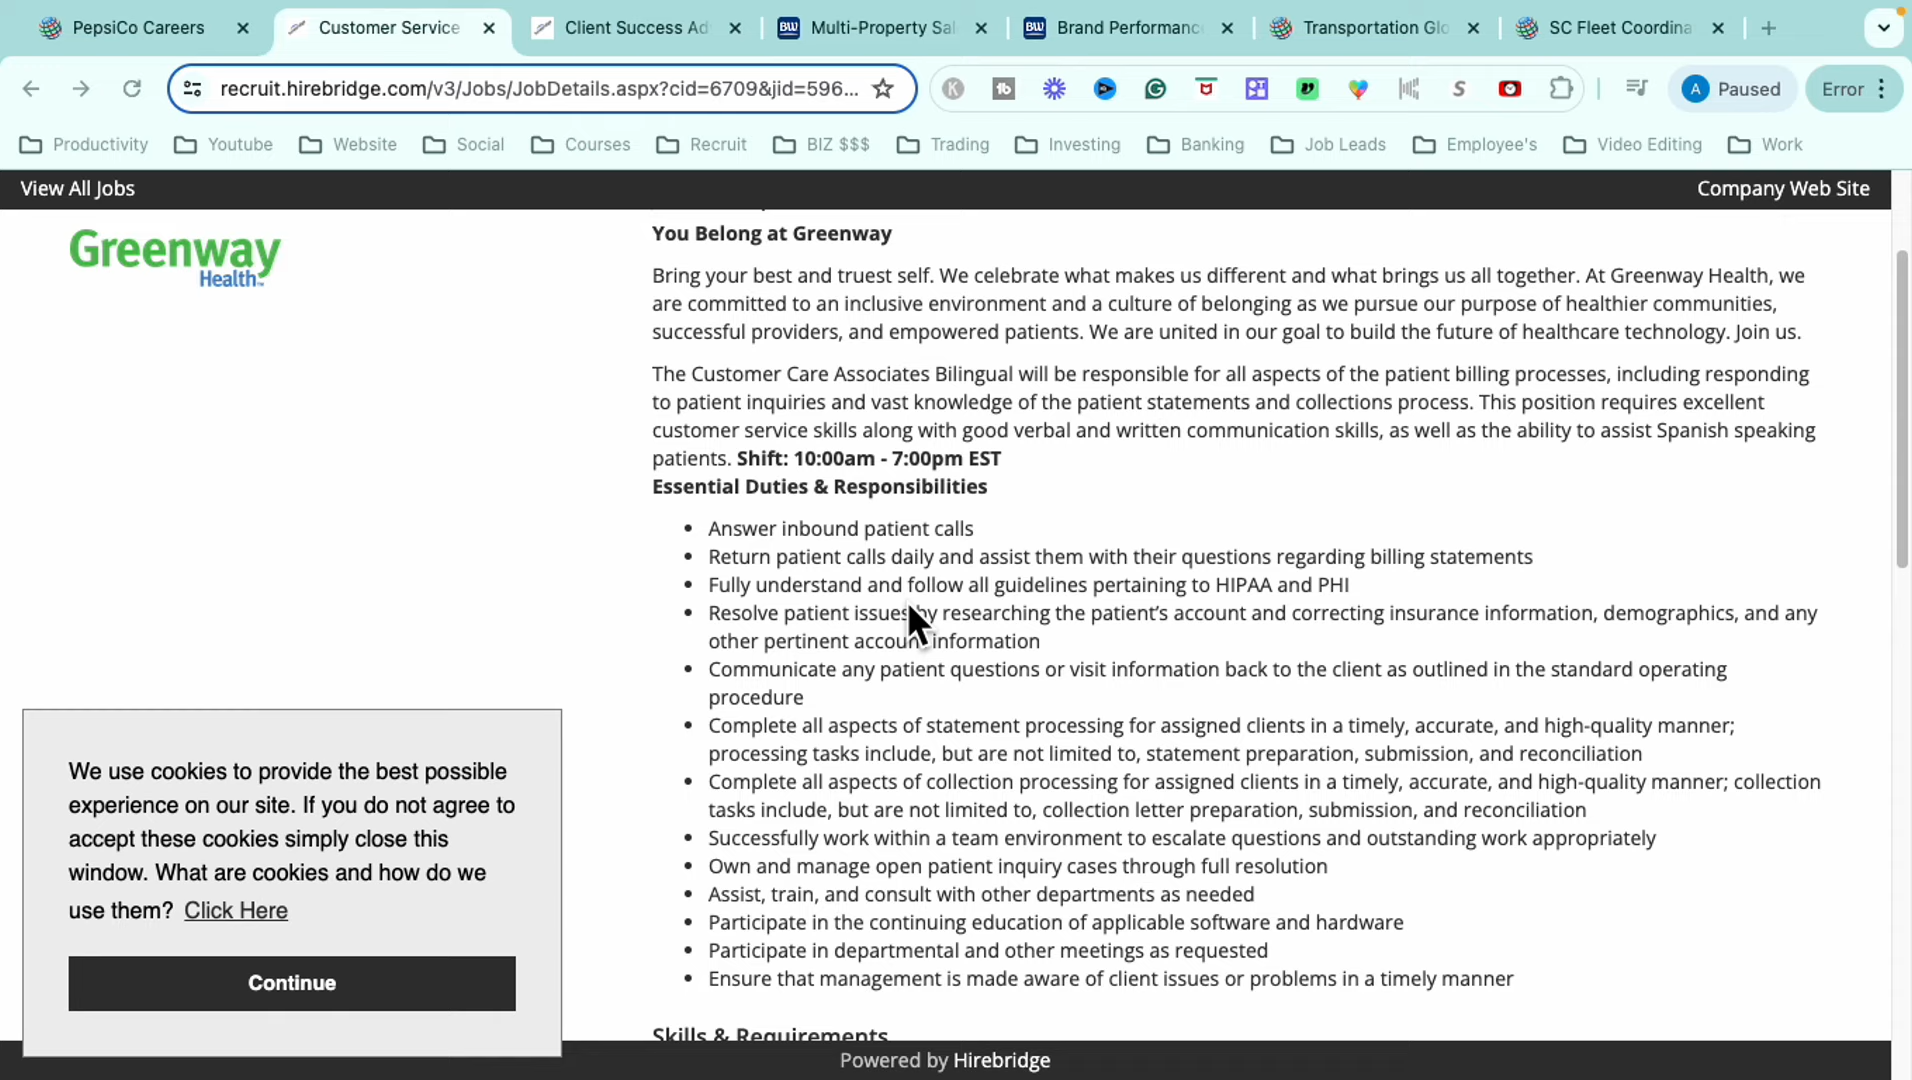 PepsiCo Careers
Customer Service
Client Success Ad
Multi-Property Sal
Brand Performanc
Transportation Glo
SC Fleet Coordina
recruit.hirebridge.com/v3/Jobs/JobDetails.aspx?cid=6709&jid=596...
A Paused
Error
Productivity
Youtube
Website
Social
Courses
Recruit
BIZ $$$
Trading
Investing
Banking
Job Leads
Employee's
Video Editing
Work
View All Jobs
Company Web Site
Greenway
Health
You Belong at Greenway
Bring your best and truest self. We celebrate what makes us different and what brings us all together. At Greenway Health, we
are committed to an inclusive environment and a culture of belonging as we pursue our purpose of healthier communities,
successful providers, and empowered patients. We are united in our goal to build the future of healthcare technology. Join us.
The Customer Care Associates Bilingual will be responsible for all aspects of the patient billing processes, including responding
to patient inquiries and vast knowledge of the patient statements and collections process. This position requires excellent
customer service skills along with good verbal and written communication skills, as well as the ability to assist Spanish speaking
patients. Shift: 10:00am - 7:00pm EST
Essential Duties & Responsibilities
• Answer inbound patient calls
• Return patient calls daily and assist them with their questions regarding billing statements
• Fully understand and follow all guidelines pertaining to HIPAA and PHI
• Resolve patient issues by researching the patient's account and correcting insurance information, demographics, and any
other pertinent account information
• Communicate any patient questions or visit information back to the client as outlined in the standard operating
procedure
• Complete all aspects of statement processing for assigned clients in a timely, accurate, and high-quality manner;
processing tasks include, but are not limited to, statement preparation, submission, and reconciliation
• Complete all aspects of collection processing for assigned clients in a timely, accurate, and high-quality manner; collection
tasks include, but are not limited to, collection letter preparation, submission, and reconciliation
• Successfully work within a team environment to escalate questions and outstanding work appropriately
• Own and manage open patient inquiry cases through full resolution
• Assist, train, and consult with other departments as needed
• Participate in the continuing education of applicable software and hardware
• Participate in departmental and other meetings as requested
• Ensure that management is made aware of client issues or problems in a timely manner
Skills & Requirements
We use cookies to provide the best possible
experience on our site. If you do not agree to
accept these cookies simply close this
window. What are cookies and how do we
use them? Click Here
Continue
Powered by Hirebridge